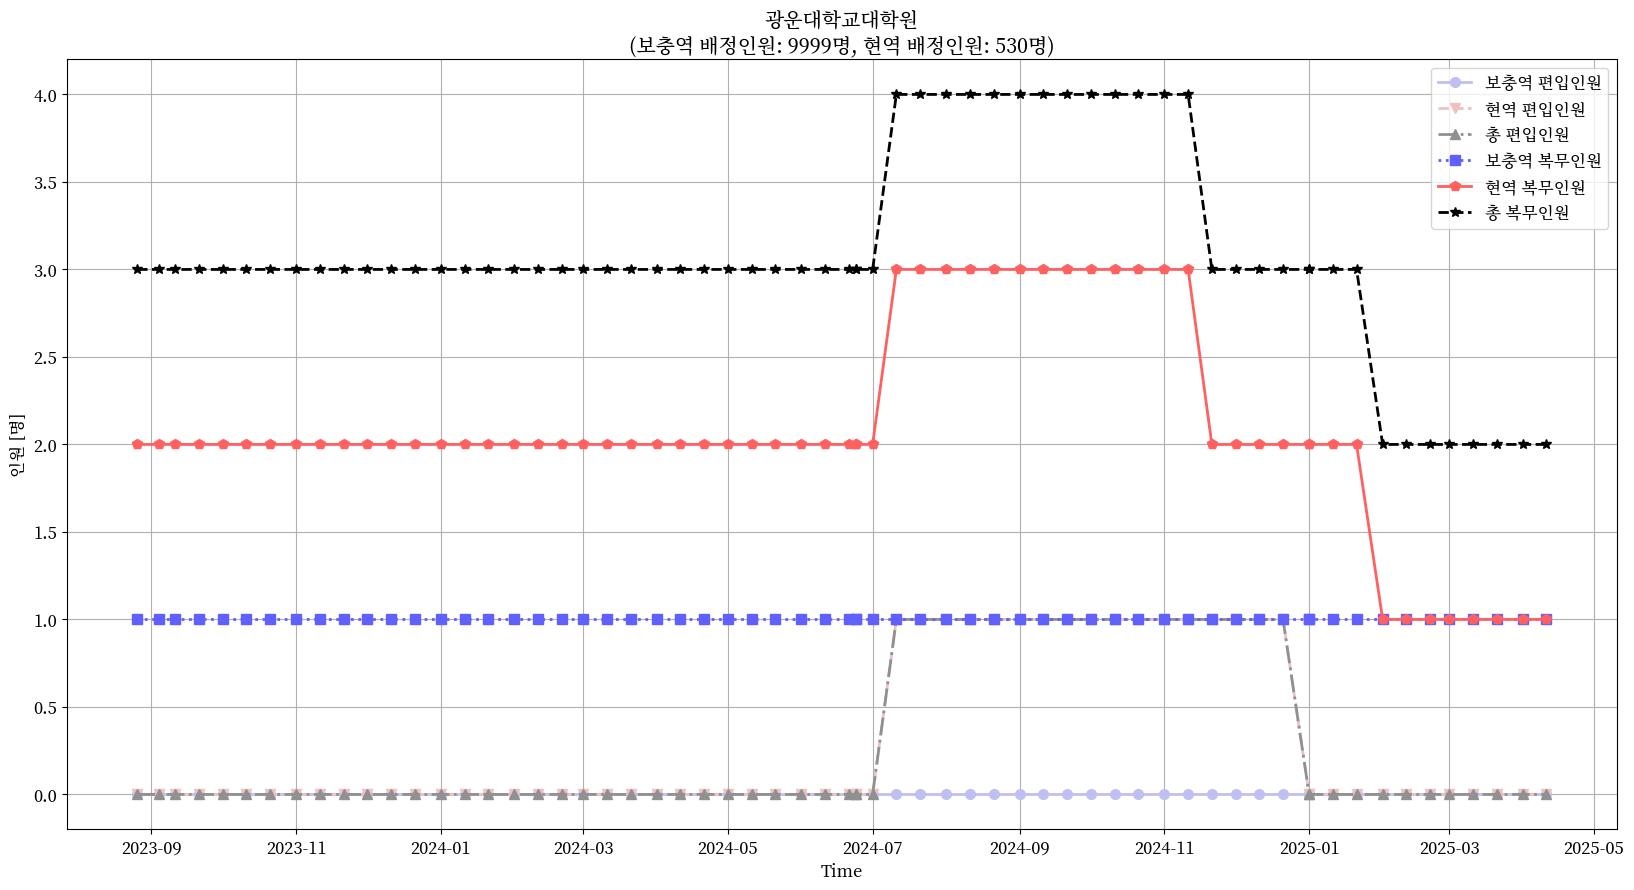 광운대학교대학원
(보충역 배정인원: 9999명, 현역 배정인원: 530명)
보충역 편입인원
현역 편입인원
총 편입인원
보충역 복무인원
현역 복무인원
총 복무인원
인원 [명]
4.0
3.5
3.0
2.5
2.0
1.5
1.0
0.5
0.0
2023-09 2023-11 2024-01 2024-03 2024-05 2024-07 2024-09 2024-11 2025-01 2025-03 2025-05
Time